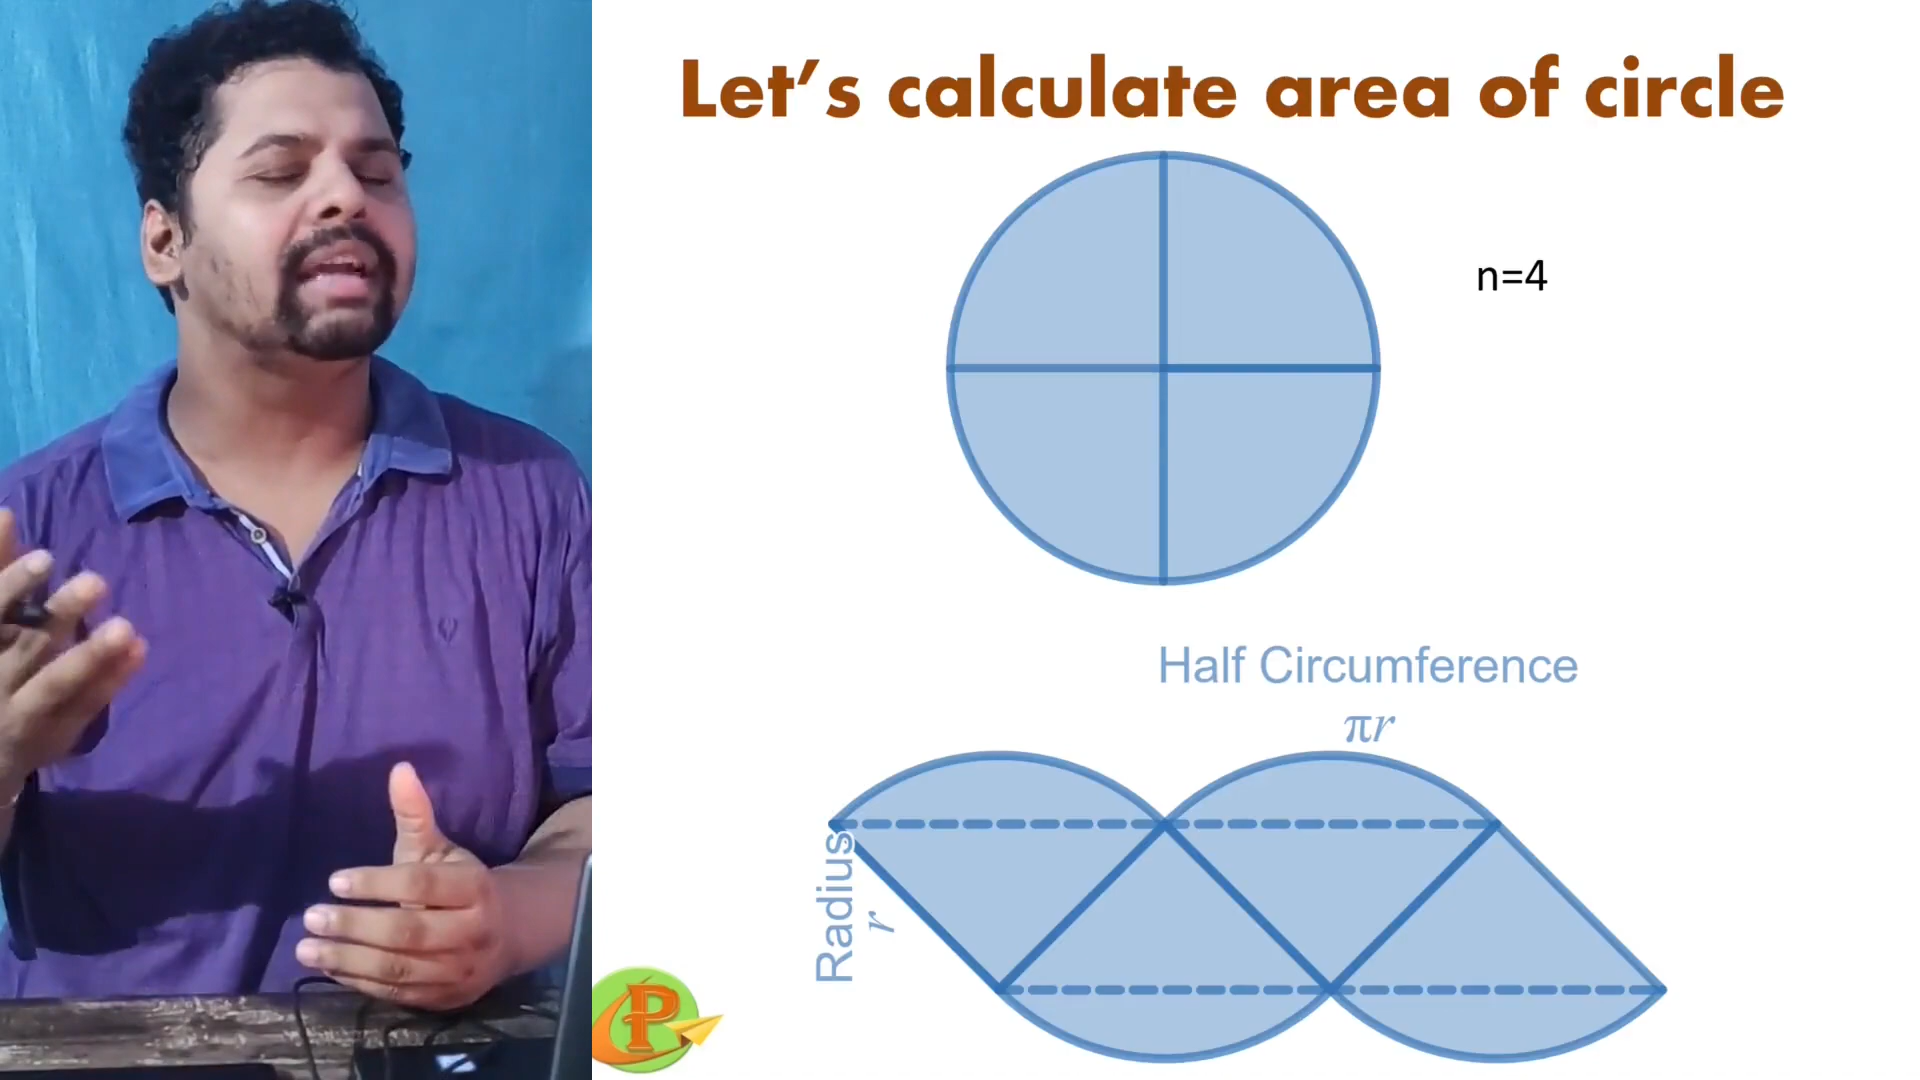 Let’s calculate area of circle
n=4
Half Circumference
πr
Radius
r
P